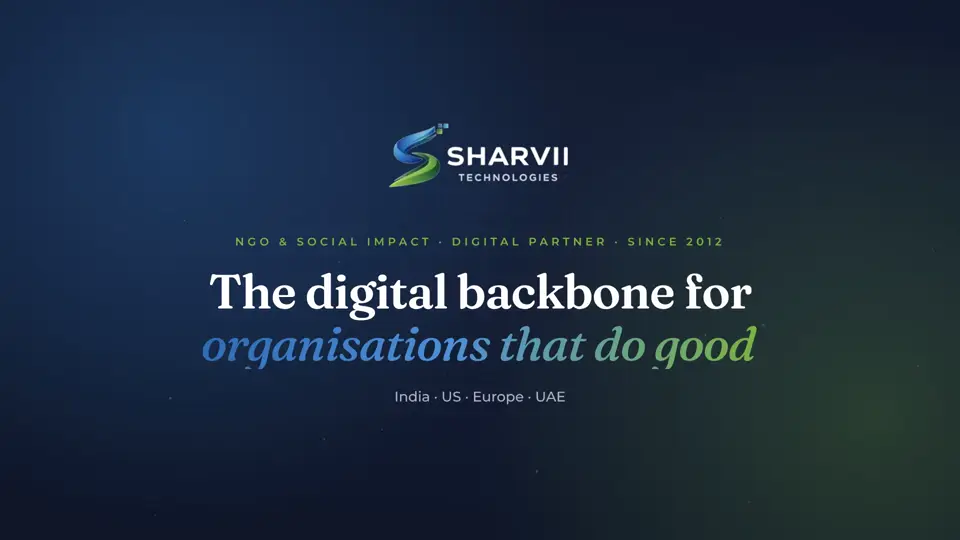 SHARVII
TECHNOLOGIES
NGO & SOCIAL IMPACT · DIGITAL PARTNER · SINCE 2012
The digital backbone for
organisations that do good
India · US · Europe · UAE